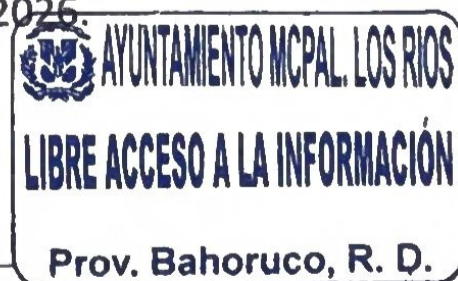 2026.
AYUNTAMIENTO MCPAL. LOS RIOS
LIBRE ACCESO A LA INFORMACIÓN
Prov. Bahoruco, R. D.